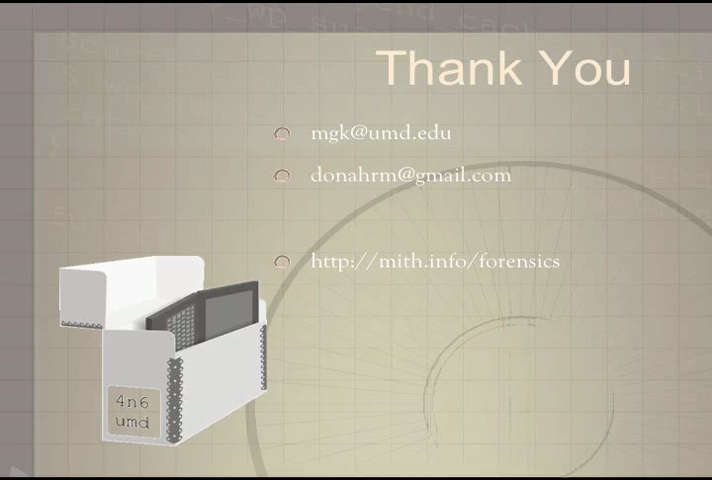 Thank You
mgk@umd.edu
donahrm@gmail.com
http://mith.info/forensics
4n6
umd